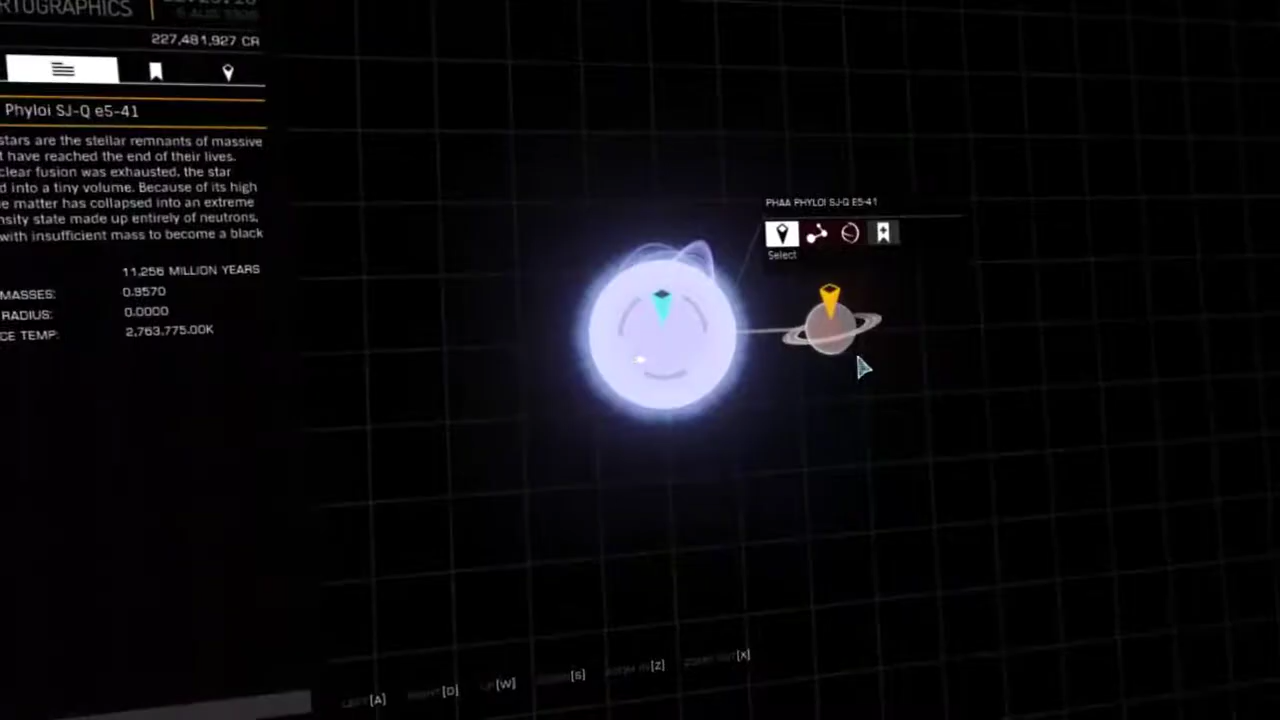 RTOGRAPHICS
227,481,927 CR
Phyloi SJ-Q e5-41
stars are the stellar remnants of massive
t have reached the end of their lives.
clear fusion was exhausted, the star
d into a tiny volume. Because of its high
e matter has collapsed into an extreme
nsity state made up entirely of neutrons,
with insufficient mass to become a black
11,256 MILLION YEARS
MASSES: 0.9570
RADIUS: 0.0000
CE TEMP: 2,763,775.00K
PHAA PHYLOI SJ-Q E5-41
Select
[A] [D] [W] [S] ZOOM IN[Z] ZOOM OUT[X]